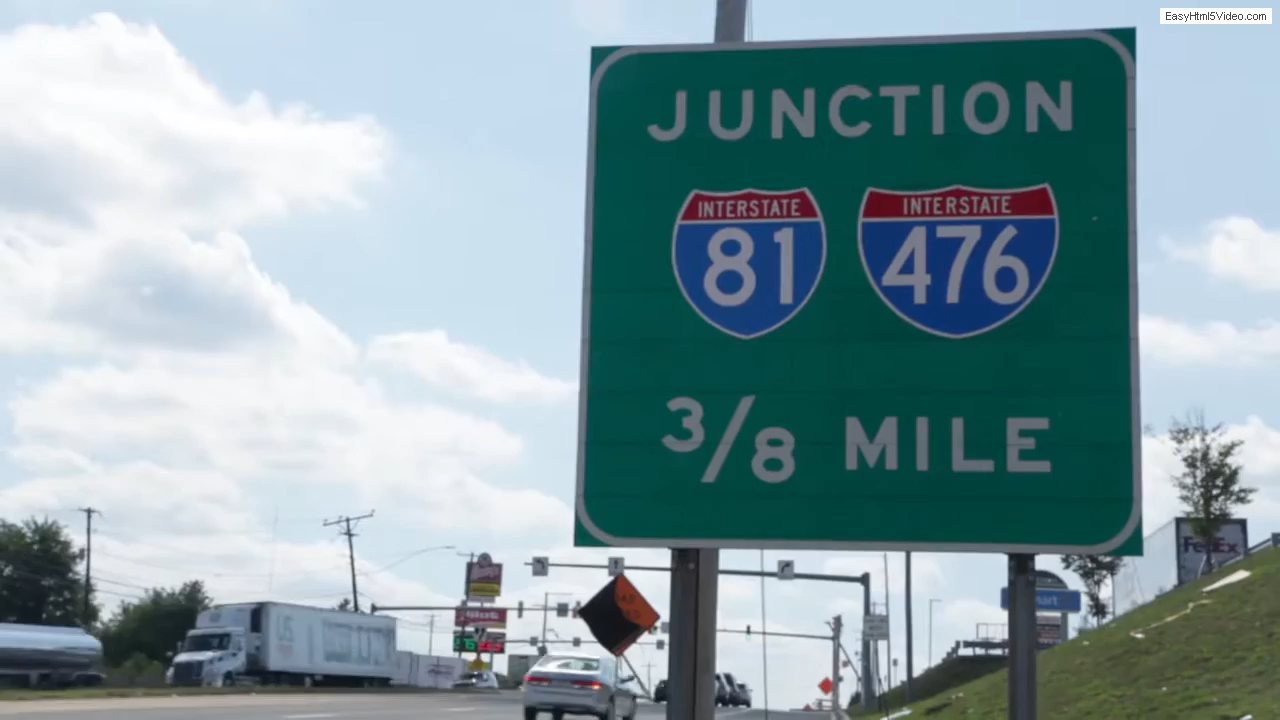 EasyHtml5Video.com
JUNCTION
INTERSTATE INTERSTATE
81 476
3/8 MILE
FedEx